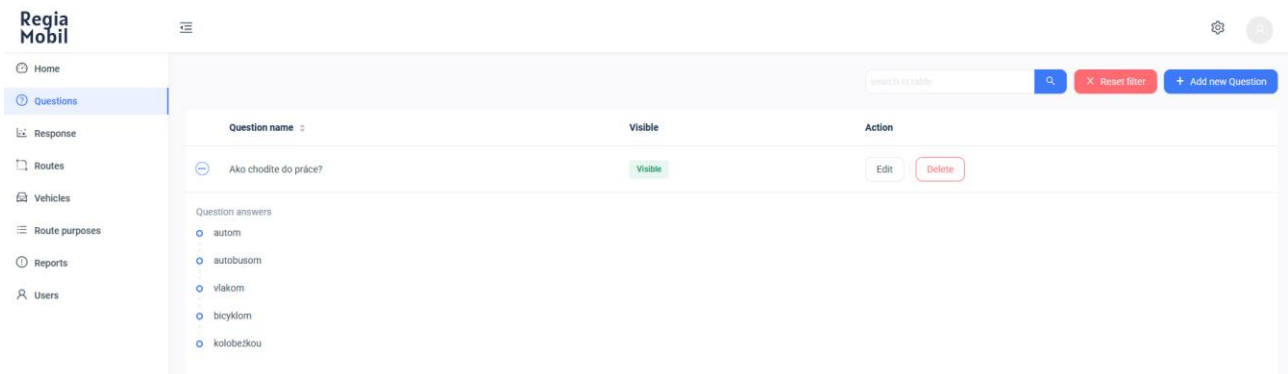 Regia
Mobil
Home
Questions
Response
Routes
Vehicles
Route purposes
Reports
Users
search in table
Reset filter
+ Add new Question
Question name Visible Action
Ako chodíte do práce? Visible Edit Delete
Question answers
autom
autobusom
vlakom
bicyklom
kolobežkou